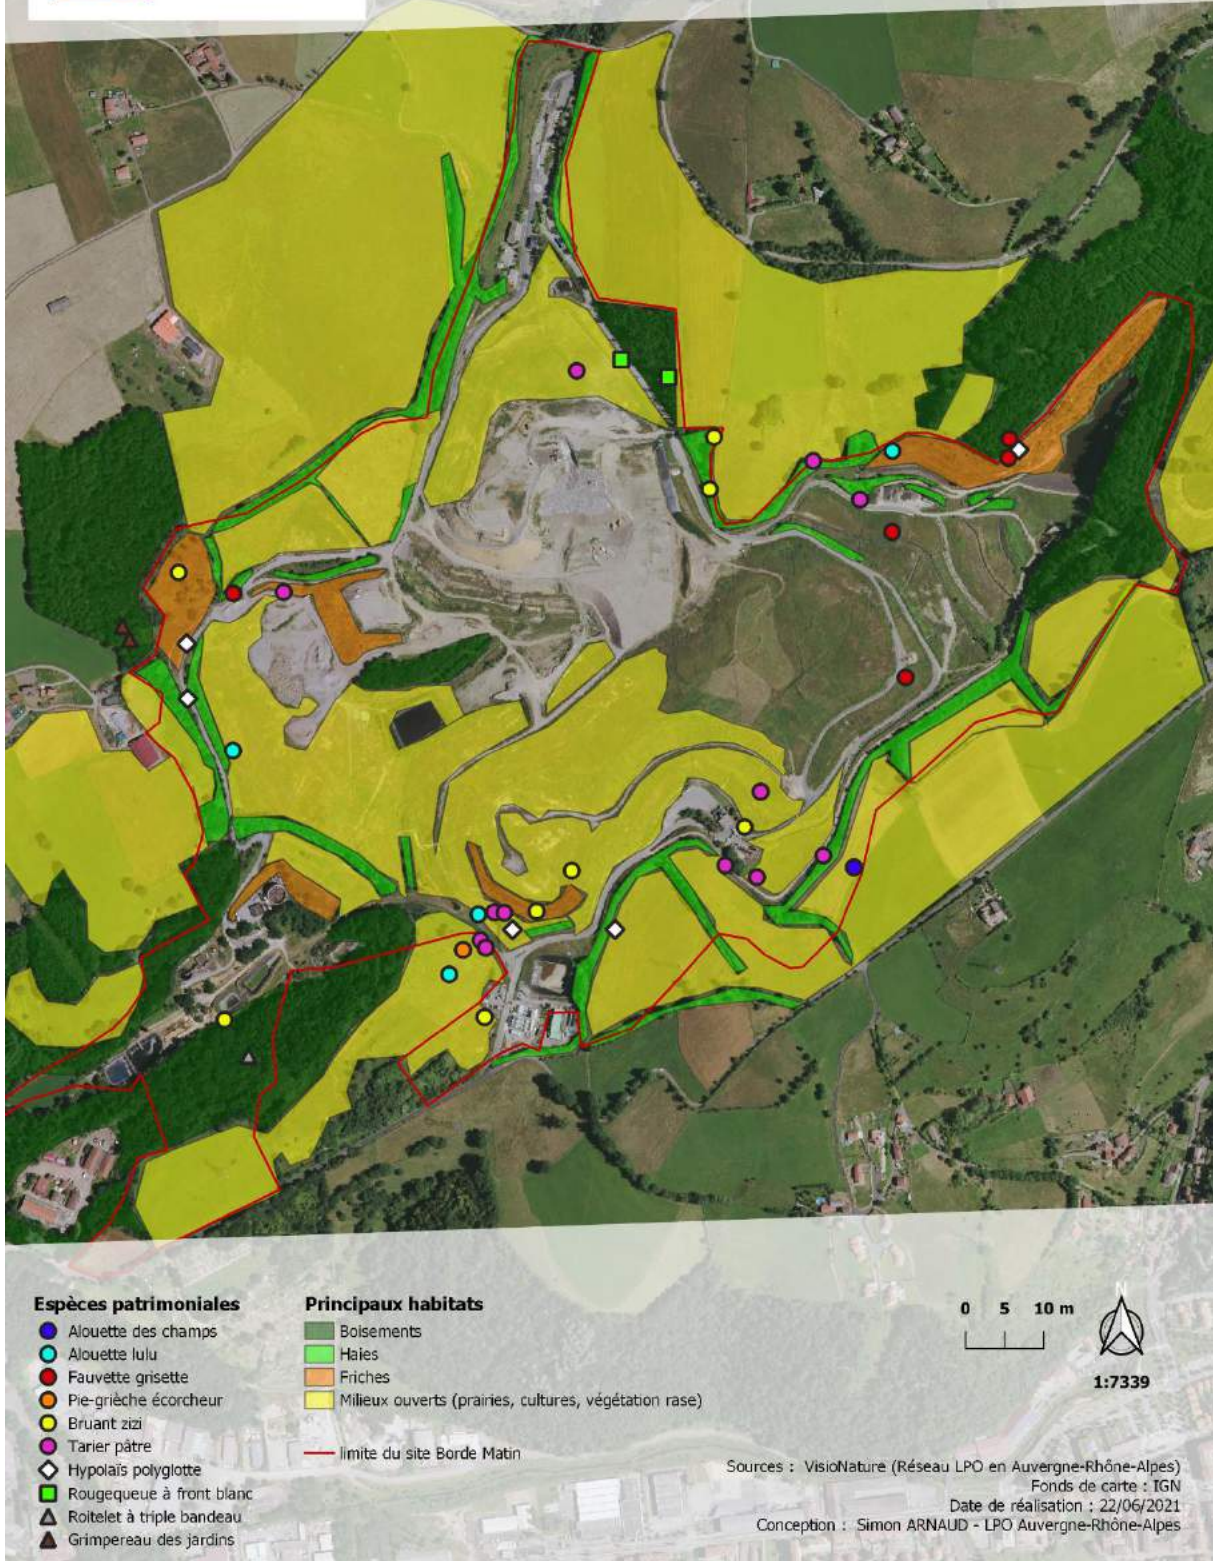 Espèces patrimoniales
Alouette des champs
Alouette lulu
Fauvette grisette
Pie-grièche écorcheur
Bruant zizi
Tarier pâtre
Hypolaïs polyglotte
Rougequeue à front blanc
Roitelet à triple bandeau
Grimpereau des jardins
Principaux habitats
Boisements
Haies
Friches
Milieux ouverts (prairies, cultures, végétation rase)
limite du site Borde Matin
0 5 10 m
N
1:7339
Sources : VisioNature (Réseau LPO en Auvergne-Rhône-Alpes)
Fonds de carte : IGN
Date de réalisation : 22/06/2021
Conception : Simon ARNAUD - LPO Auvergne-Rhône-Alpes